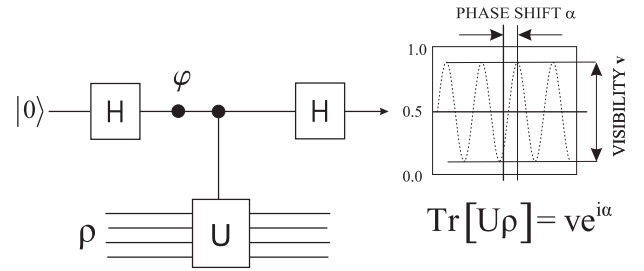 PHASE SHIFT α
1.0
φ
|0⟩ H H
0.5
VISIBILITY v
0.0
ρ U
Tr[Uρ] = ve^{iα}